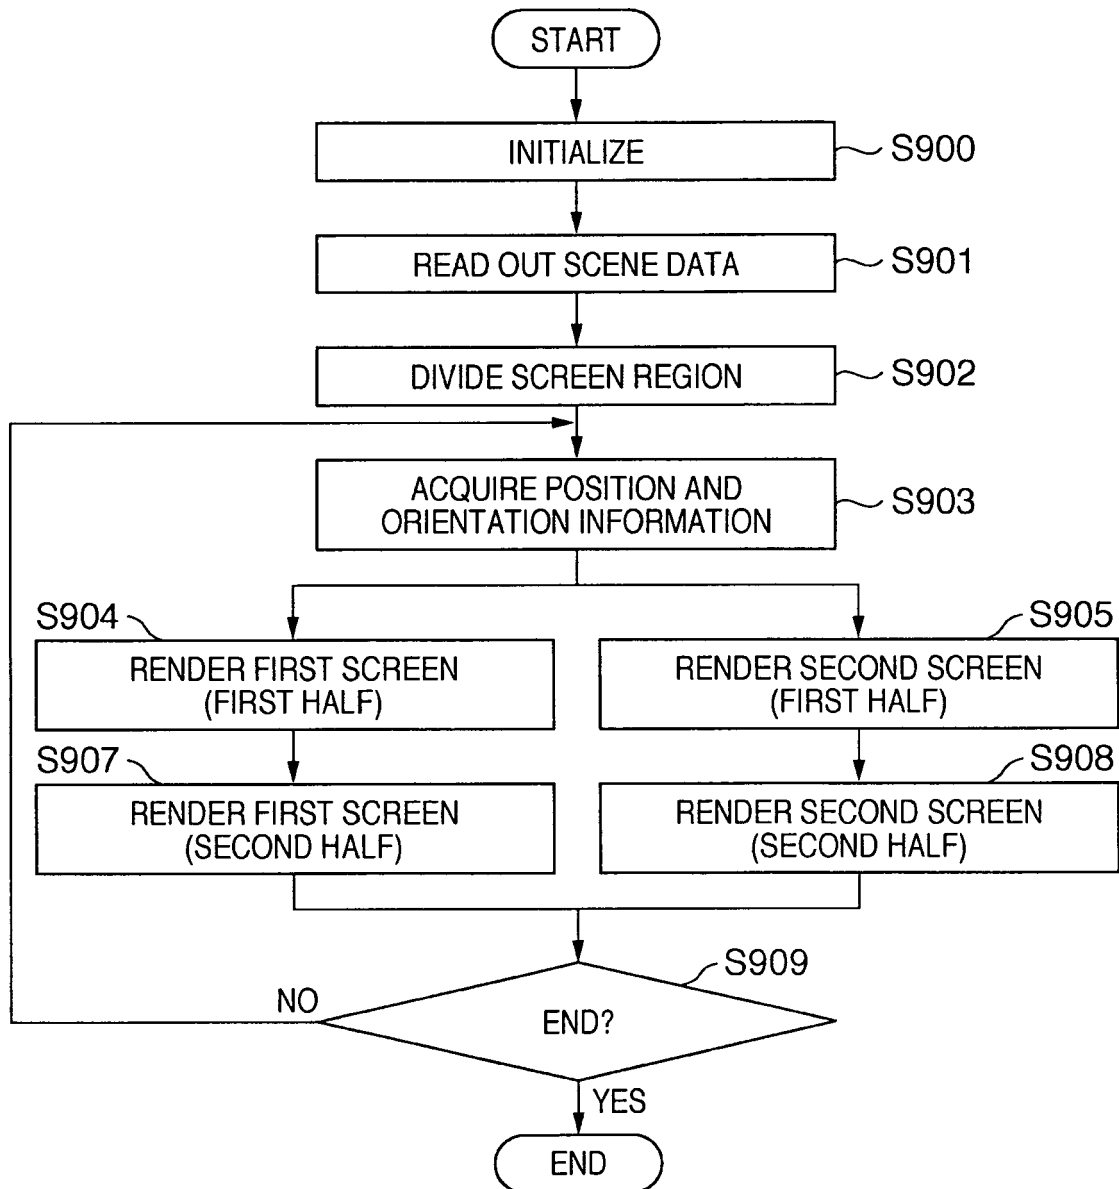 START
INITIALIZE
S900
READ OUT SCENE DATA
S901
DIVIDE SCREEN REGION
S902
ACQUIRE POSITION AND
ORIENTATION INFORMATION
S903
S904
RENDER FIRST SCREEN
(FIRST HALF)
S905
RENDER SECOND SCREEN
(FIRST HALF)
S907
RENDER FIRST SCREEN
(SECOND HALF)
S908
RENDER SECOND SCREEN
(SECOND HALF)
S909
END?
NO
YES
END